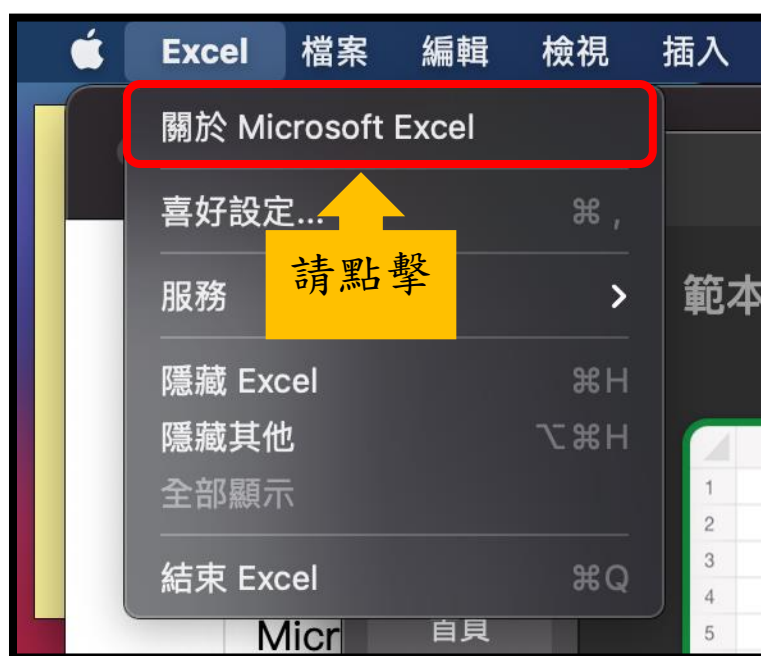 Excel 檔案 編輯 檢視 插入
關於 Microsoft Excel
喜好設定... ⌘ ,
請點擊
服務
範本
隱藏 Excel ⌘H
隱藏其他 ⌥⌘H
全部顯示
結束 Excel ⌘Q
1
2
3
4
5
Micr